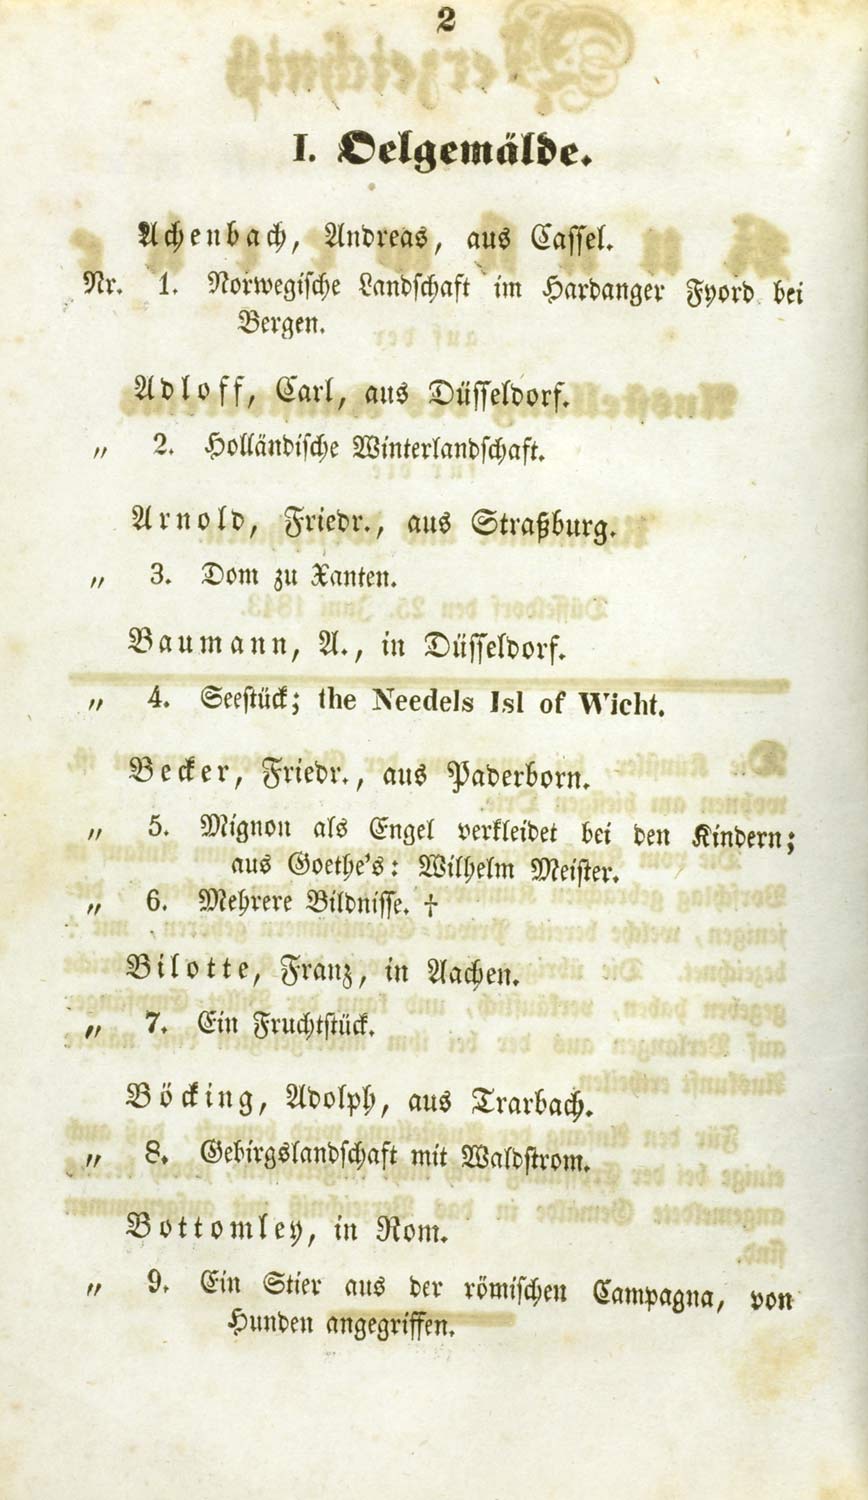 2
I. Oelgemälde.
Achenbach, Andreas, aus Cassel.
Nr. 1. Norwegische Landschaft im Hardanger Fyord bei
Bergen.
Adloff, Carl, aus Düsseldorf.
„ 2. Holländische Winterlandschaft.
Arnold, Friedr., aus Straßburg.
„ 3. Dom zu Xanten.
Baumann, A., in Düsseldorf.
„ 4. Seestück; the Needels Isl of Wicht.
Becker, Friedr., aus Paderborn.
„ 5. Mignon als Engel verkleidet bei den Kindern;
aus Goethe's: Wilhelm Meister.
„ 6. Mehrere Bildnisse. †
Bilotte, Franz, in Aachen.
„ 7. Ein Fruchtstück.
Böcking, Adolph, aus Trarbach.
„ 8. Gebirgslandschaft mit Waldstrom.
Bottomley, in Rom.
„ 9. Ein Stier aus der römischen Campagna, von
Hunden angegriffen.